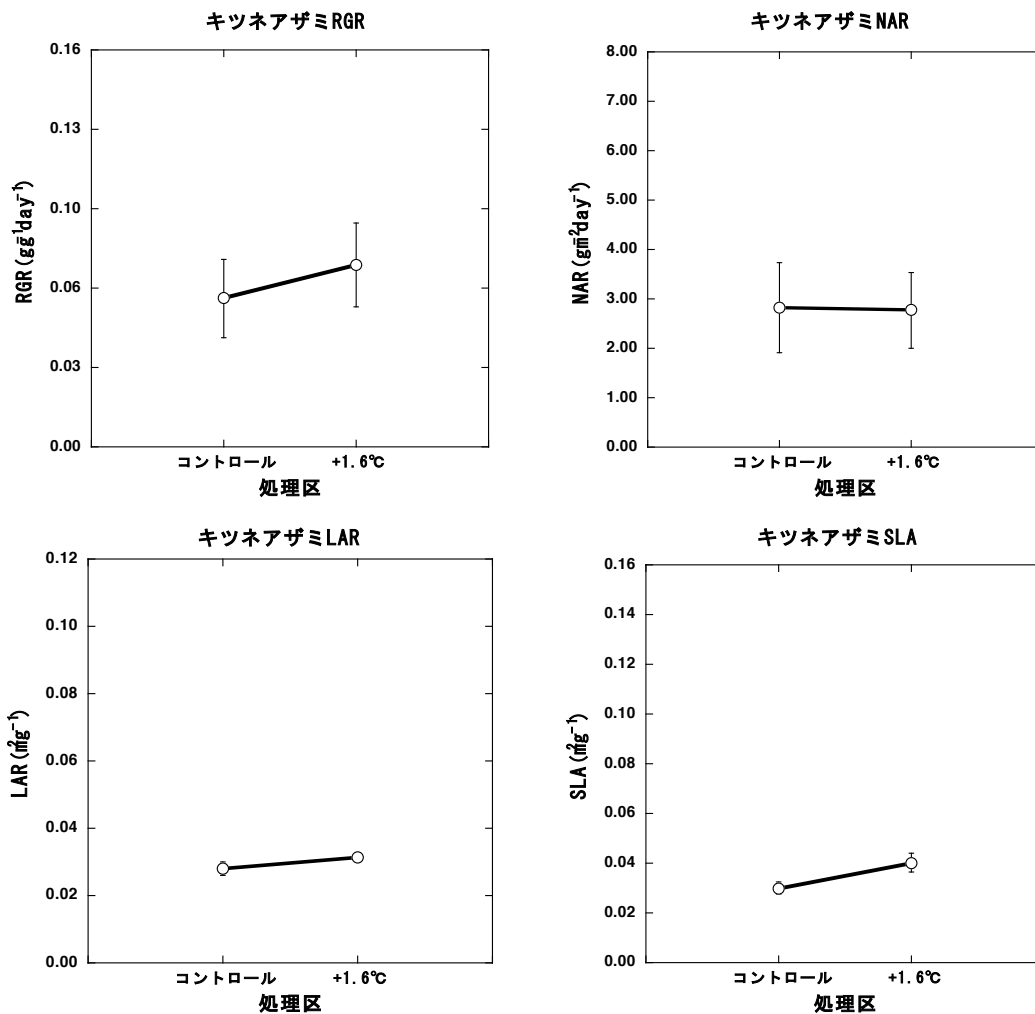 キツネアザミRGR
0.16
0.13
0.10
0.06
0.03
0.00
RGR(gg⁻¹day⁻¹)
コントロール +1.6℃
処理区
キツネアザミNAR
8.00
7.00
6.00
5.00
4.00
3.00
2.00
1.00
0.00
NAR(gm⁻²day⁻¹)
コントロール +1.6℃
処理区
キツネアザミLAR
0.12
0.10
0.08
0.06
0.04
0.02
0.00
LAR(m²g⁻¹)
コントロール +1.6℃
処理区
キツネアザミSLA
0.16
0.14
0.12
0.10
0.08
0.06
0.04
0.02
0.00
SLA(m²g⁻¹)
コントロール +1.6℃
処理区